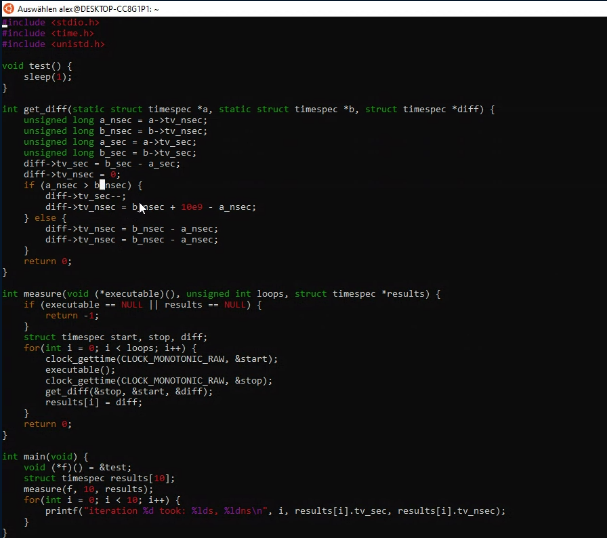 Auswählen alex@DESKTOP-CC8G1P1: ~
#include <stdio.h>
#include <time.h>
#include <unistd.h>
void test() {
sleep(1);
}
int get_diff(static struct timespec *a, static struct timespec *b, struct timespec *diff) {
unsigned long a_nsec = a->tv_nsec;
unsigned long b_nsec = b->tv_nsec;
unsigned long a_sec = a->tv_sec;
unsigned long b_sec = b->tv_sec;
diff->tv_sec = b_sec - a_sec;
diff->tv_nsec = 0;
if (a_nsec > b_nsec) {
diff->tv_sec--;
diff->tv_nsec = b_nsec + 10e9 - a_nsec;
} else {
diff->tv_nsec = b_nsec - a_nsec;
diff->tv_nsec = b_nsec - a_nsec;
}
return 0;
}
int measure(void (*executable)(), unsigned int loops, struct timespec *results) {
if (executable == NULL || results == NULL) {
return -1;
}
struct timespec start, stop, diff;
for(int i = 0; i < loops; i++) {
clock_gettime(CLOCK_MONOTONIC_RAW, &start);
executable();
clock_gettime(CLOCK_MONOTONIC_RAW, &stop);
get_diff(&stop, &start, &diff);
results[i] = diff;
}
return 0;
}
int main(void) {
void (*f)() = &test;
struct timespec results[10];
measure(f, 10, results);
for(int i = 0; i < 10; i++) {
printf("iteration %d took: %lds, %ldns\n", i, results[i].tv_sec, results[i].tv_nsec);
}
}